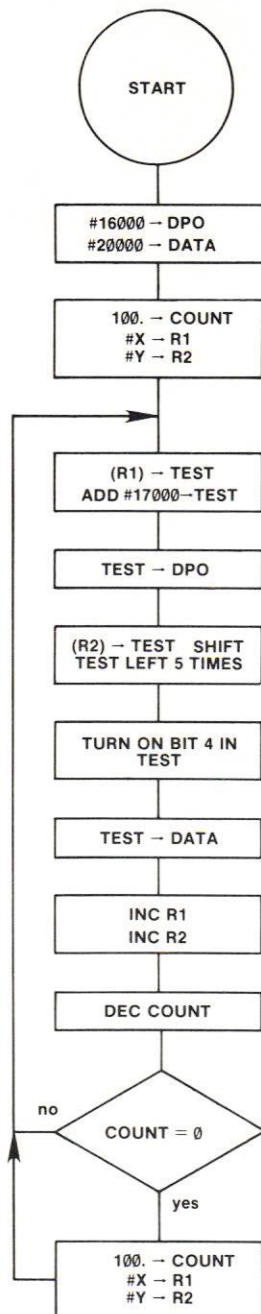 START
#16000 → DPO
#20000 → DATA
100. → COUNT
#X → R1
#Y → R2
(R1) → TEST
ADD #17000→TEST
TEST → DPO
(R2) → TEST SHIFT
TEST LEFT 5 TIMES
TURN ON BIT 4 IN
TEST
TEST → DATA
INC R1
INC R2
DEC COUNT
COUNT = 0
no
yes
100. → COUNT
#X → R1
#Y → R2